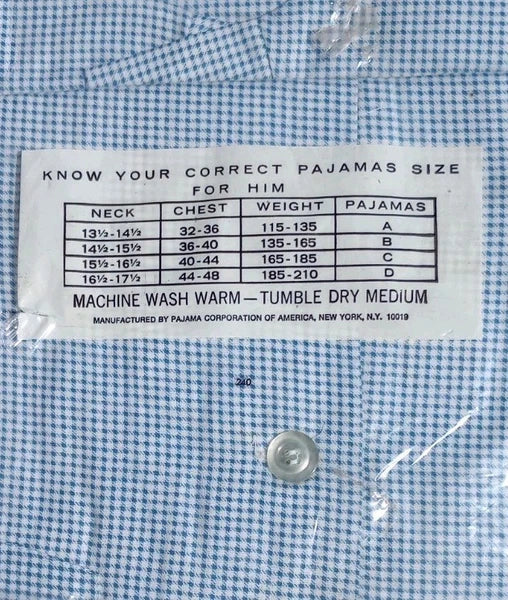 KNOW YOUR CORRECT PAJAMAS SIZE
FOR HIM
NECK CHEST WEIGHT PAJAMAS
13½-14½ 32-36 115-135 A
14½-15½ 36-40 135-165 B
15½-16½ 40-44 165-185 C
16½-17½ 44-48 185-210 D
MACHINE WASH WARM — TUMBLE DRY MEDIUM
MANUFACTURED BY PAJAMA CORPORATION OF AMERICA, NEW YORK, N.Y. 10019
240